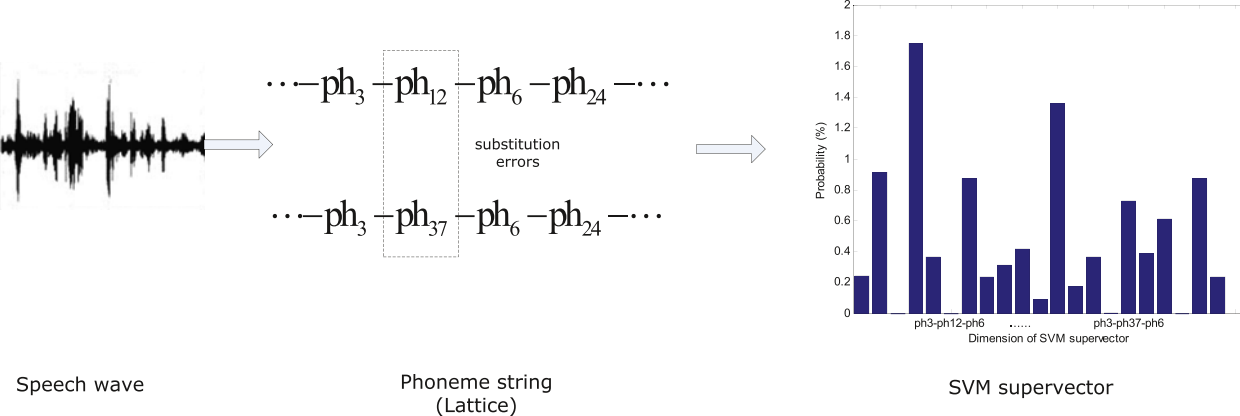 ···–ph3–ph12–ph6–ph24–···
substitution
errors
···–ph3–ph37–ph6–ph24–···
2
1.8
1.6
1.4
1.2
1
0.8
0.6
0.4
0.2
0
Probability (%)
ph3-ph12-ph6 ...... ph3-ph37-ph6
Dimension of SVM supervector
Speech wave
Phoneme string
(Lattice)
SVM supervector